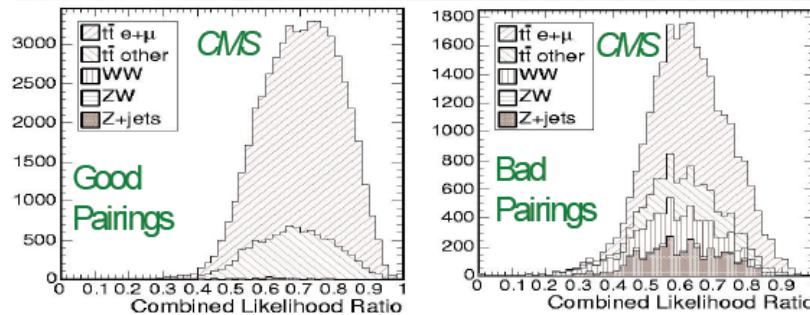 CMS
tt̄ e+μ
tt̄ other
WW
ZW
Z+jets
Good
Pairings
3000
2500
2000
1500
1000
500
0
0 0.1 0.2 0.3 0.4 0.5 0.6 0.7 0.8 0.9 1
Combined Likelihood Ratio
CMS
tt̄ e+μ
tt̄ other
WW
ZW
Z+jets
Bad
Pairings
1800
1600
1400
1200
1000
800
600
400
200
0
0 0.1 0.2 0.3 0.4 0.5 0.6 0.7 0.8 0.9
Combined Likelihood Ratio